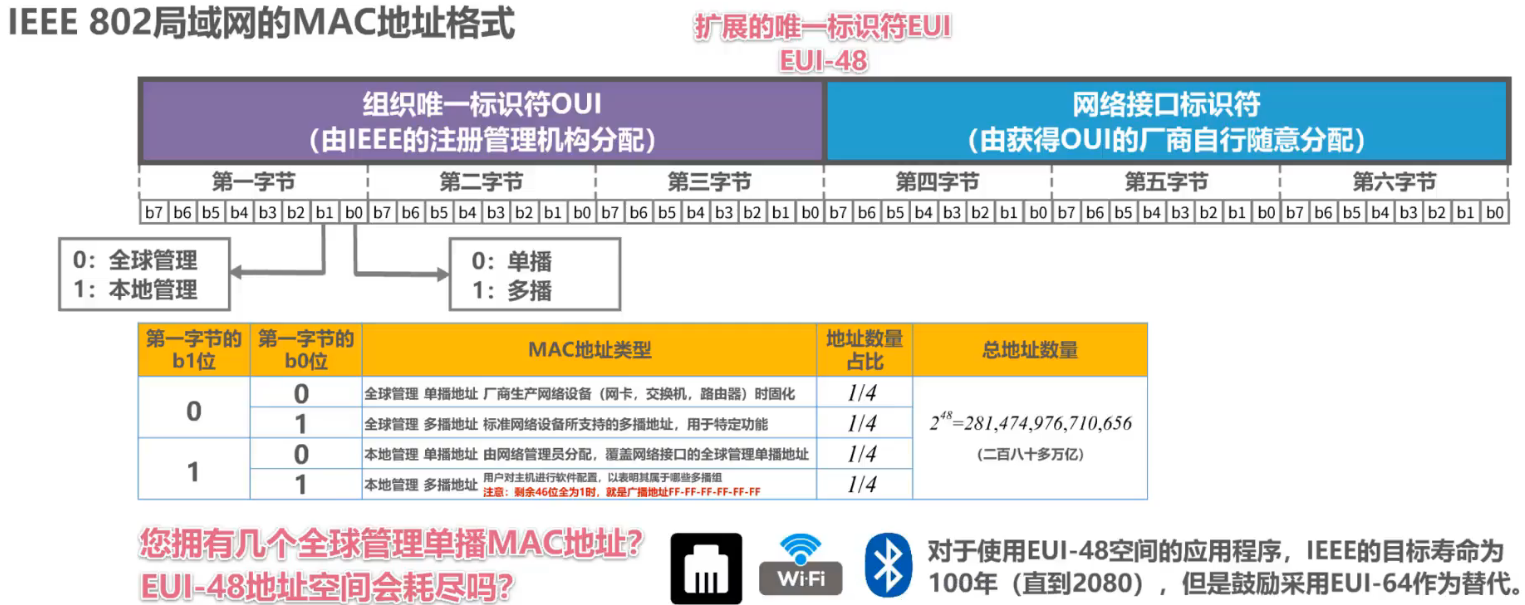 IEEE 802局域网的MAC地址格式
扩展的唯一标识符EUI
EUI-48
组织唯一标识符OUI
（由IEEE的注册管理机构分配）
网络接口标识符
（由获得OUI的厂商自行随意分配）
第一字节 第二字节 第三字节 第四字节 第五字节 第六字节
b7 b6 b5 b4 b3 b2 b1 b0 b7 b6 b5 b4 b3 b2 b1 b0 b7 b6 b5 b4 b3 b2 b1 b0 b7 b6 b5 b4 b3 b2 b1 b0 b7 b6 b5 b4 b3 b2 b1 b0 b7 b6 b5 b4 b3 b2 b1 b0
0：全球管理
1：本地管理
0：单播
1：多播
第一字节的
b1位
第一字节的
b0位
MAC地址类型
地址数量
占比
总地址数量
0
0
全球管理 单播地址 厂商生产网络设备（网卡，交换机，路由器）时固化
1/4
1
全球管理 多播地址 标准网络设备所支持的多播地址，用于特定功能
1/4
1
0
本地管理 单播地址 由网络管理员分配，覆盖网络接口的全球管理单播地址
1/4
1
本地管理 多播地址
用户对主机进行软件配置，以表明其属于哪些多播组
注意：剩余46位全为1时，就是广播地址FF-FF-FF-FF-FF-FF
1/4
2^48=281,474,976,710,656
（二百八十多万亿）
您拥有几个全球管理单播MAC地址？
EUI-48地址空间会耗尽吗？
Wi-Fi
对于使用EUI-48空间的应用程序，IEEE的目标寿命为
100年（直到2080），但是鼓励采用EUI-64作为替代。